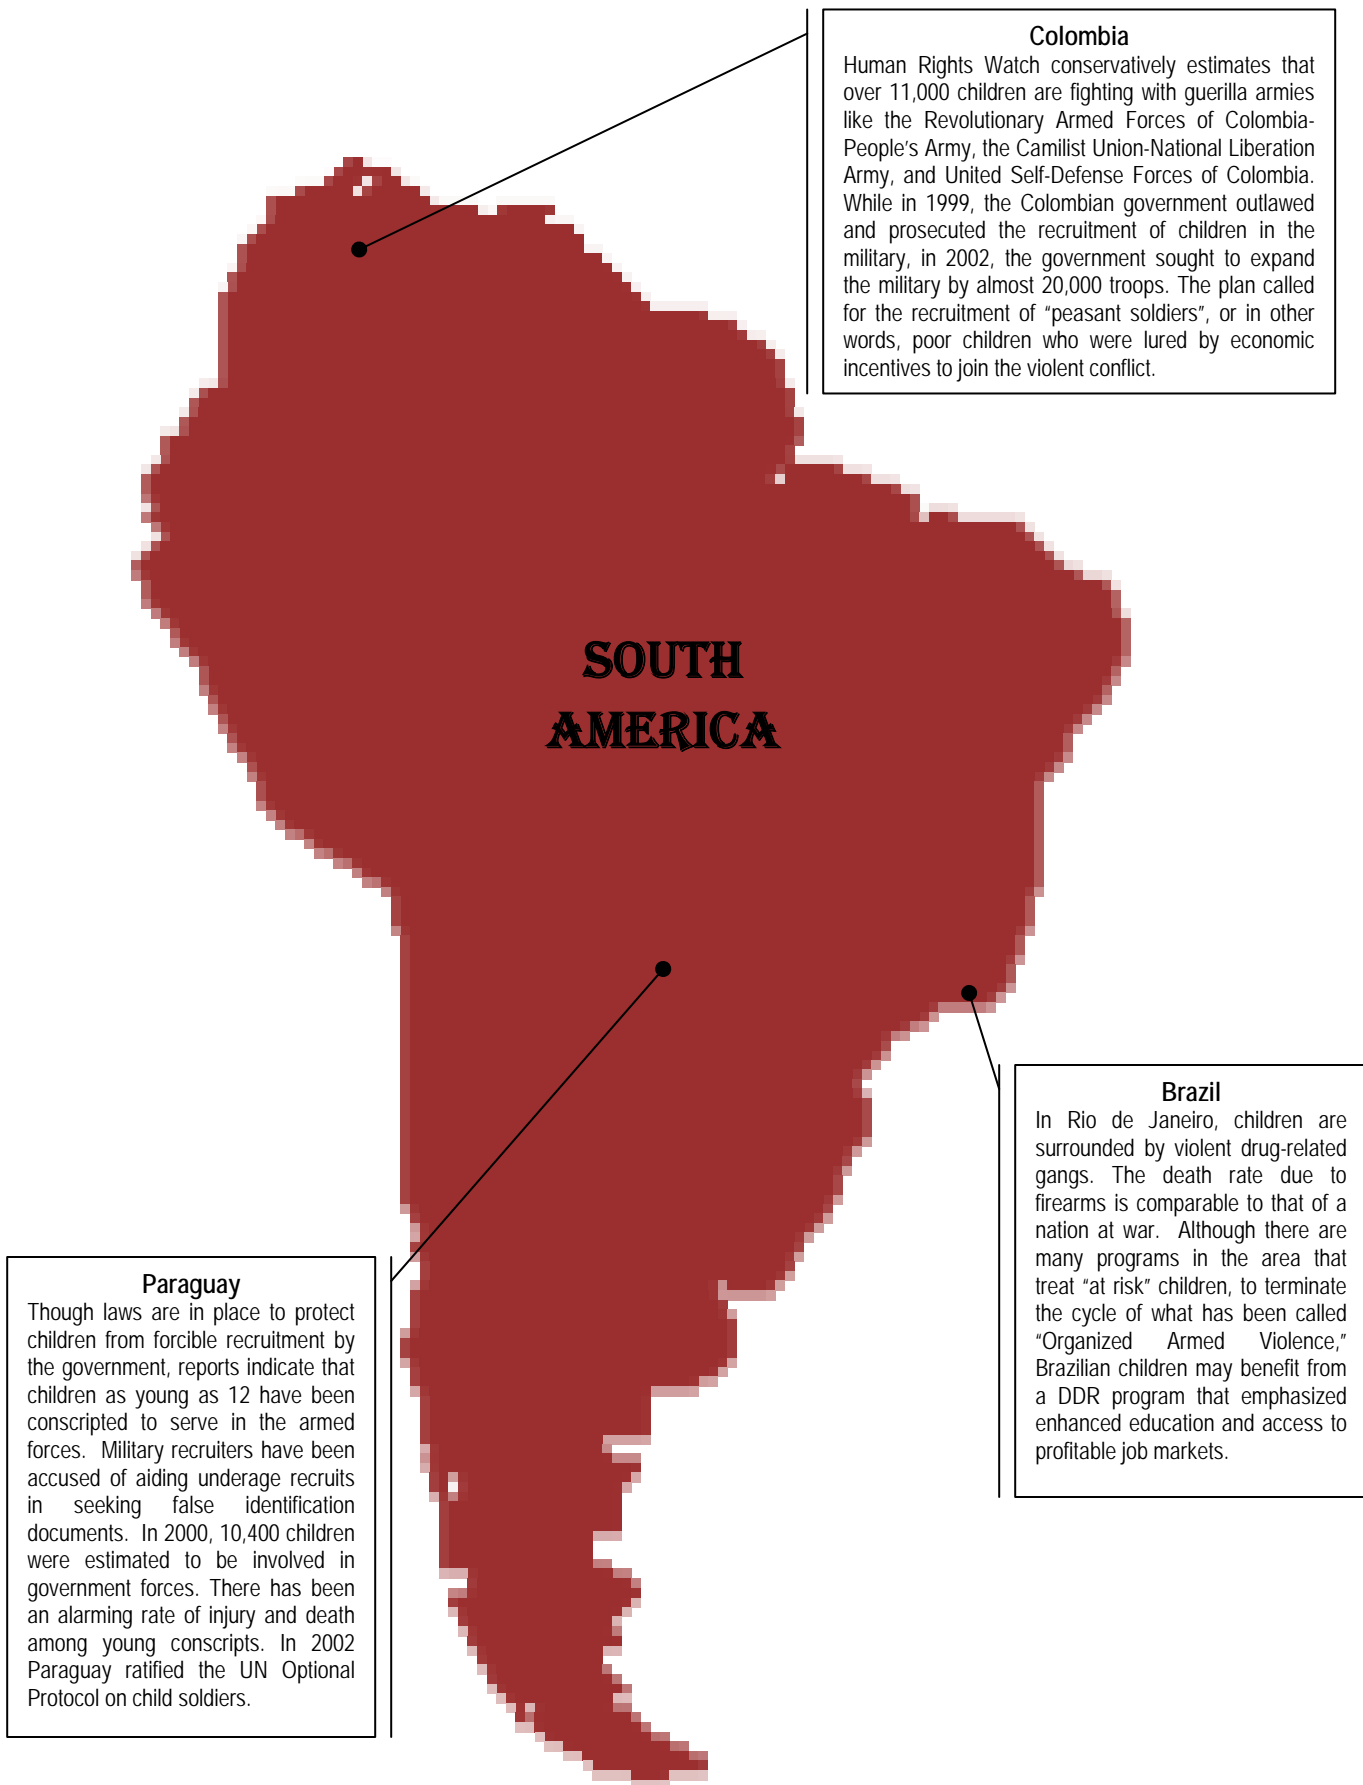 Colombia
Human Rights Watch conservatively estimates that
over 11,000 children are fighting with guerilla armies
like the Revolutionary Armed Forces of Colombia-
People's Army, the Camilist Union-National Liberation
Army, and United Self-Defense Forces of Colombia.
While in 1999, the Colombian government outlawed
and prosecuted the recruitment of children in the
military, in 2002, the government sought to expand
the military by almost 20,000 troops. The plan called
for the recruitment of "peasant soldiers", or in other
words, poor children who were lured by economic
incentives to join the violent conflict.
SOUTH
AMERICA
Brazil
In Rio de Janeiro, children are
surrounded by violent drug-related
gangs. The death rate due to
firearms is comparable to that of a
nation at war. Although there are
many programs in the area that
treat "at risk" children, to terminate
the cycle of what has been called
"Organized Armed Violence,"
Brazilian children may benefit from
a DDR program that emphasized
enhanced education and access to
profitable job markets.
Paraguay
Though laws are in place to protect
children from forcible recruitment by
the government, reports indicate that
children as young as 12 have been
conscripted to serve in the armed
forces. Military recruiters have been
accused of aiding underage recruits
in seeking false identification
documents. In 2000, 10,400 children
were estimated to be involved in
government forces. There has been
an alarming rate of injury and death
among young conscripts. In 2002
Paraguay ratified the UN Optional
Protocol on child soldiers.